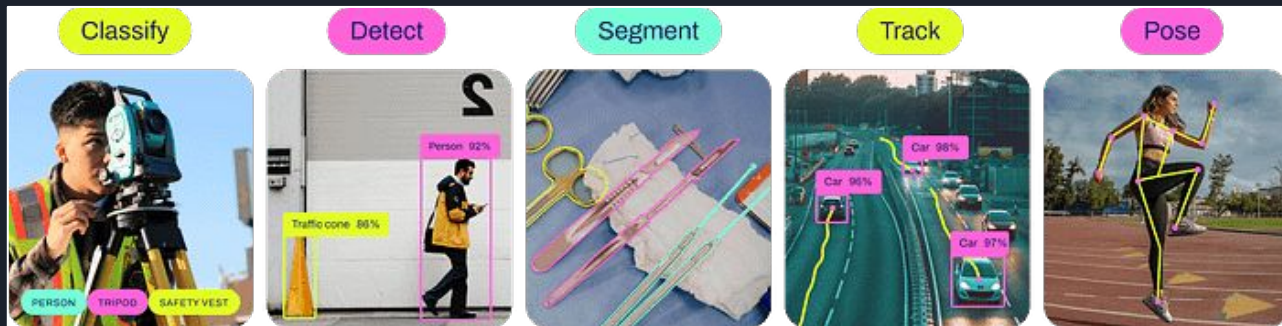 Classify
Detect
Segment
Track
Pose
PERSON
TRIPOD
SAFETY VEST
2
Person 92%
Traffic cone 86%
Car 98%
Car 96%
Car 97%